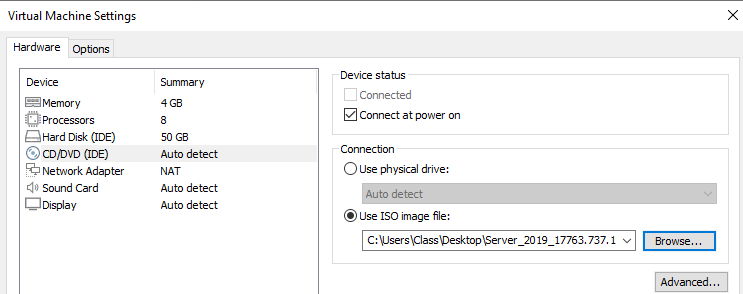 Virtual Machine Settings
Hardware Options
Device Summary
Memory 4 GB
Processors 8
Hard Disk (IDE) 50 GB
CD/DVD (IDE) Auto detect
Network Adapter NAT
Sound Card Auto detect
Display Auto detect
Device status
Connected
Connect at power on
Connection
Use physical drive:
Auto detect
Use ISO image file:
C:\Users\Class\Desktop\Server_2019_17763.737.1 Browse...
Advanced...